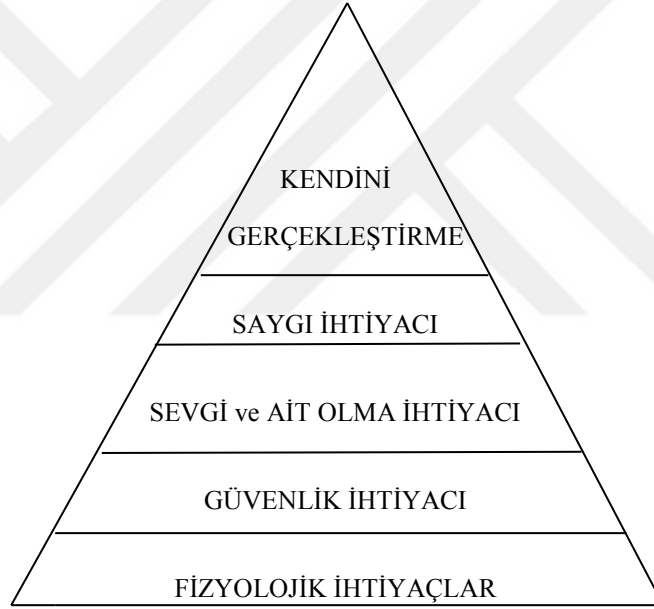 KENDİNİ
GERÇEKLEŞTİRME
SAYGI İHTİYACI
SEVGİ ve AİT OLMA İHTİYACI
GÜVENLİK İHTİYACI
FİZYOLOJİK İHTİYAÇLAR